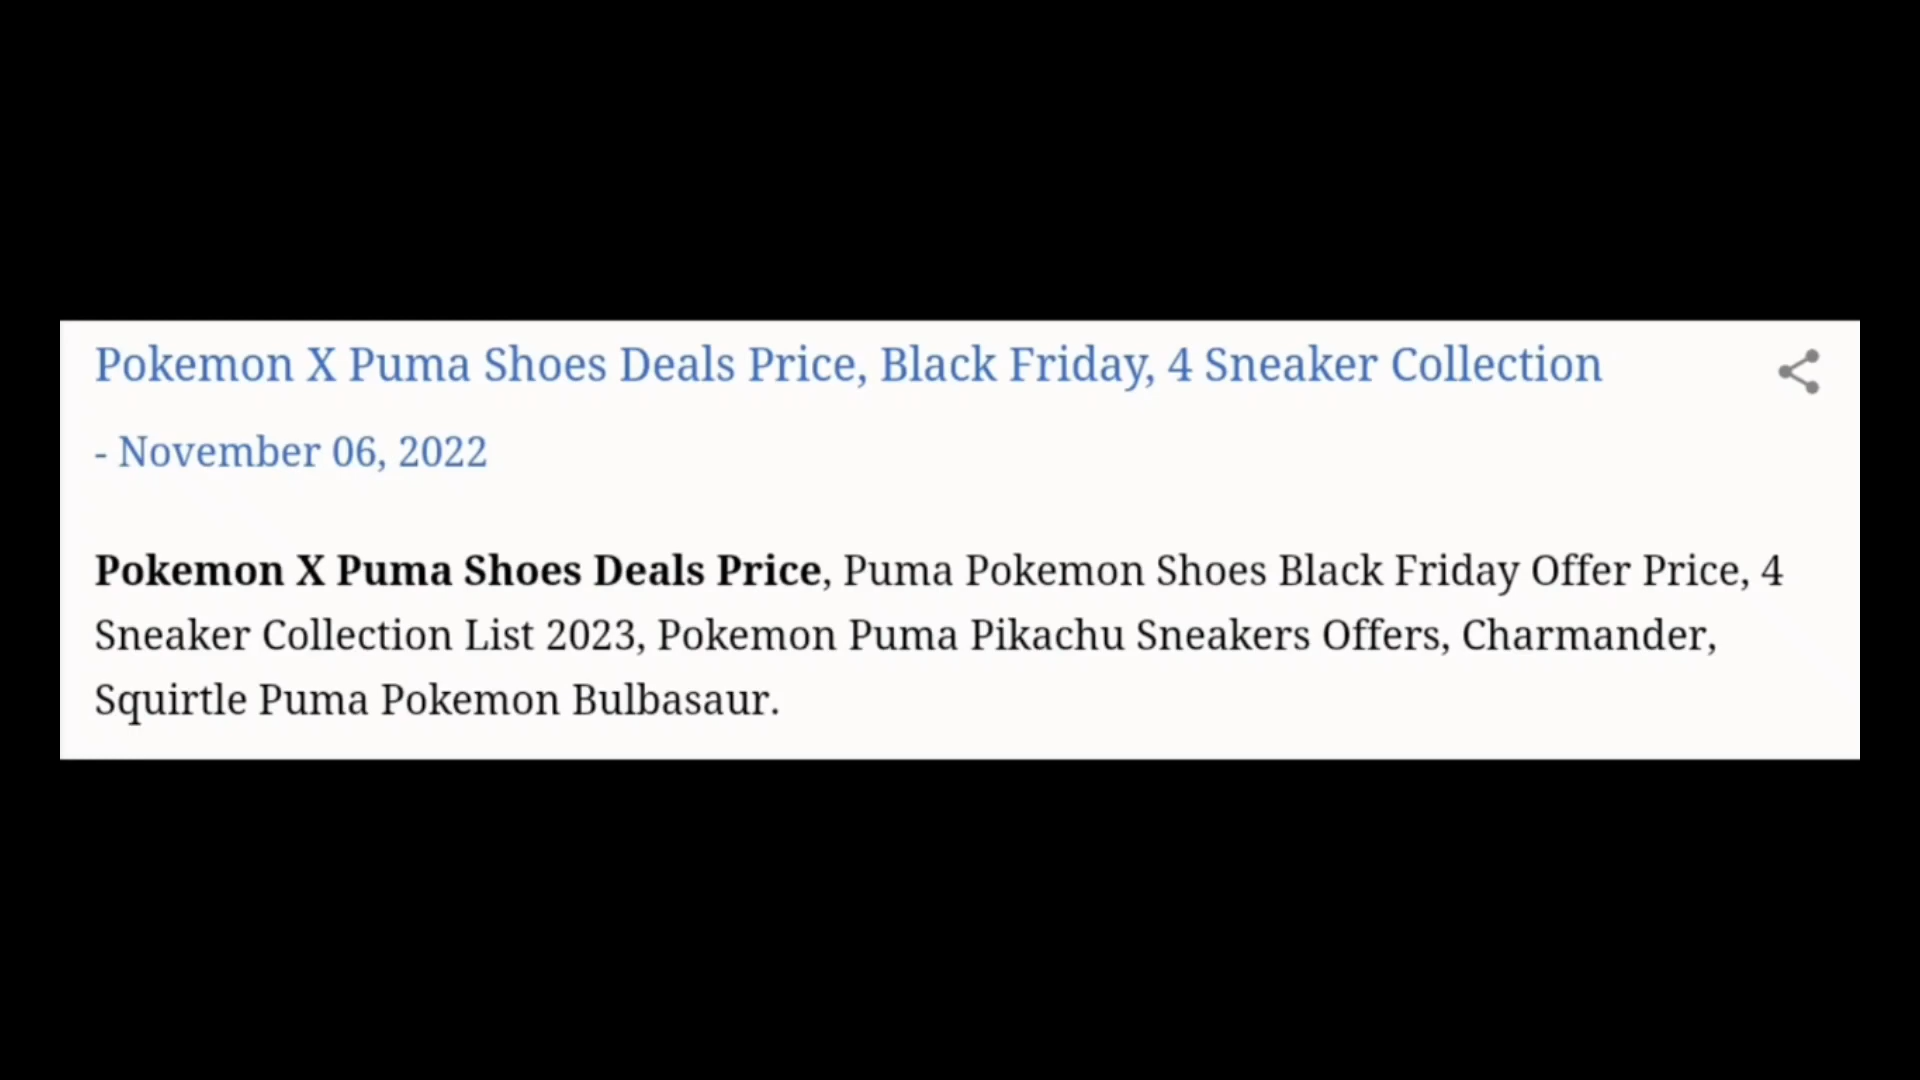 Pokemon X Puma Shoes Deals Price, Black Friday, 4 Sneaker Collection
- November 06, 2022
Pokemon X Puma Shoes Deals Price, Puma Pokemon Shoes Black Friday Offer Price, 4
Sneaker Collection List 2023, Pokemon Puma Pikachu Sneakers Offers, Charmander,
Squirtle Puma Pokemon Bulbasaur.